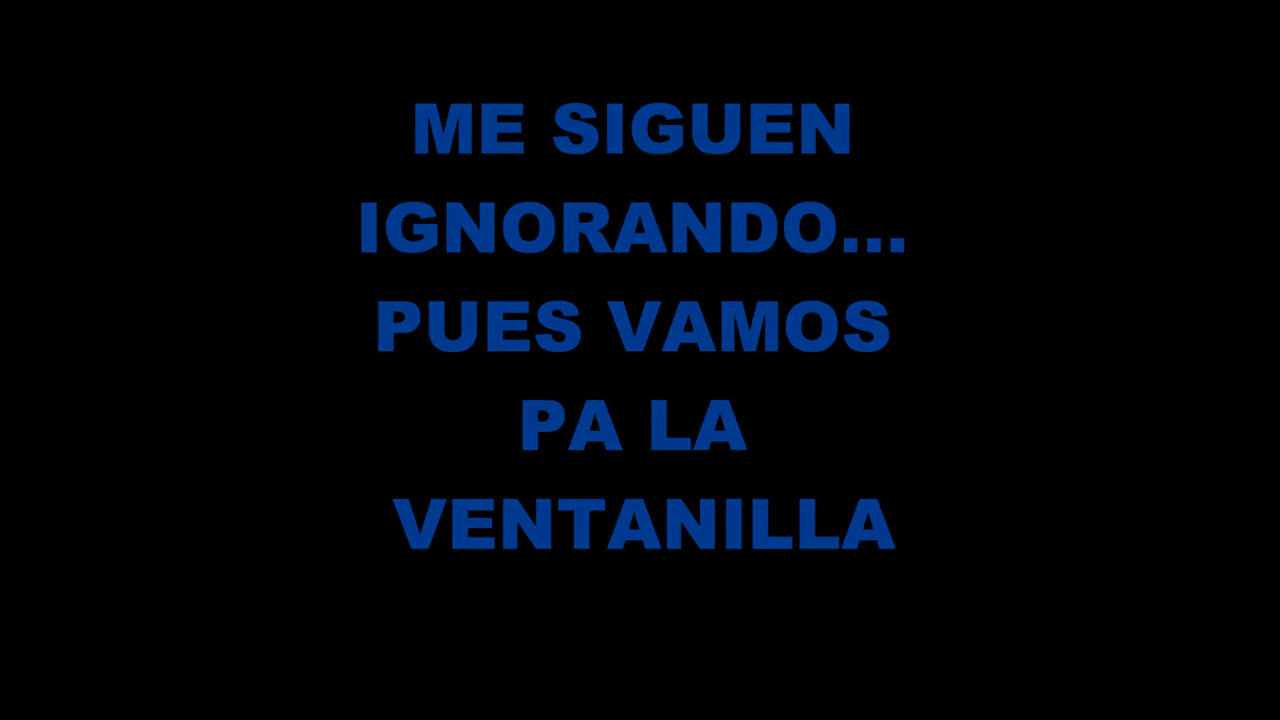 ME SIGUEN
IGNORANDO...
PUES VAMOS
PA LA
VENTANILLA